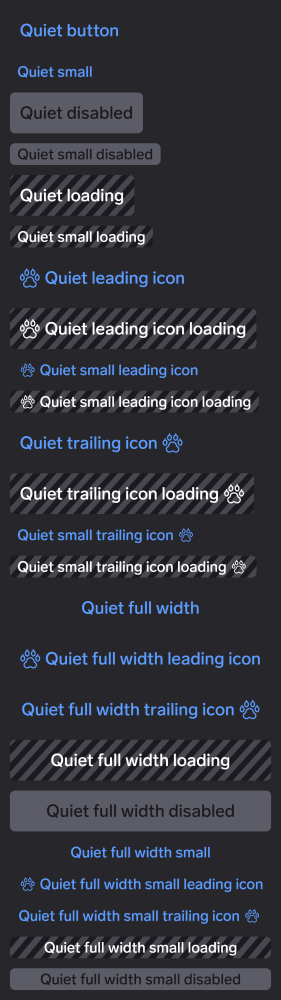 Quiet button
Quiet small
Quiet disabled
Quiet small disabled
Quiet loading
Quiet small loading
Quiet leading icon
Quiet leading icon loading
Quiet small leading icon
Quiet small leading icon loading
Quiet trailing icon
Quiet trailing icon loading
Quiet small trailing icon
Quiet small trailing icon loading
Quiet full width
Quiet full width leading icon
Quiet full width trailing icon
Quiet full width loading
Quiet full width disabled
Quiet full width small
Quiet full width small leading icon
Quiet full width small trailing icon
Quiet full width small loading
Quiet full width small disabled